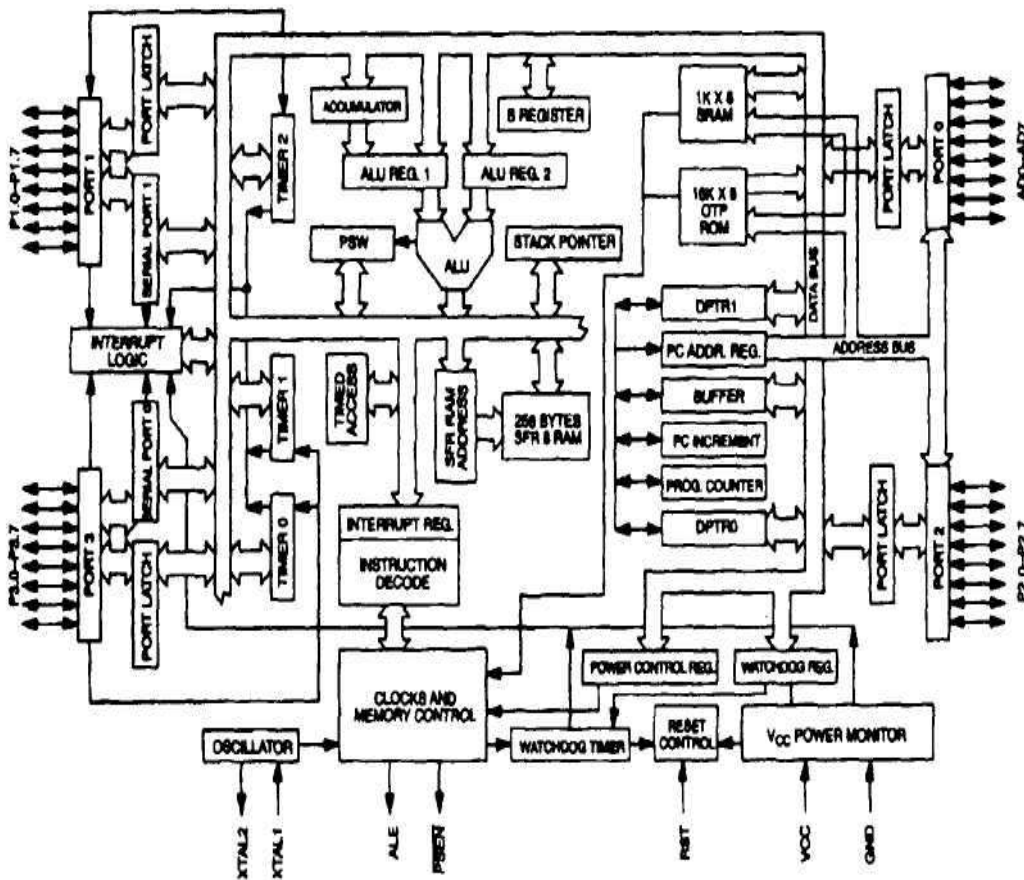 PORT LATCH
P1.0–P1.7
PORT 1
SERIAL PORT 1
INTERRUPT
LOGIC
SERIAL PORT 0
P3.0–P3.7
PORT 3
PORT LATCH
TIMER 2
TIMER 1
TIMER 0
ACCUMULATOR
B REGISTER
ALU REG. 1
ALU REG. 2
PSW
ALU
STACK POINTER
TIMED
ACCESS
SFR RAM
ADDRESS
256 BYTES
SFR & RAM
INTERRUPT REG.
INSTRUCTION
DECODE
1K X 8
SRAM
16K X 8
OTP
ROM
DATA BUS
DPTR1
PC ADDR. REG.
BUFFER
PC INCREMENT
PROG. COUNTER
DPTR0
ADDRESS BUS
PORT LATCH
PORT 0
AD0–AD7
PORT LATCH
PORT 2
P2.0–P2.7
POWER CONTROL REG.
WATCHDOG REG.
CLOCKS AND
MEMORY CONTROL
OSCILLATOR
WATCHDOG TIMER
RESET
CONTROL
VCC POWER MONITOR
XTAL2
XTAL1
ALE
PSEN
RST
VCC
GND